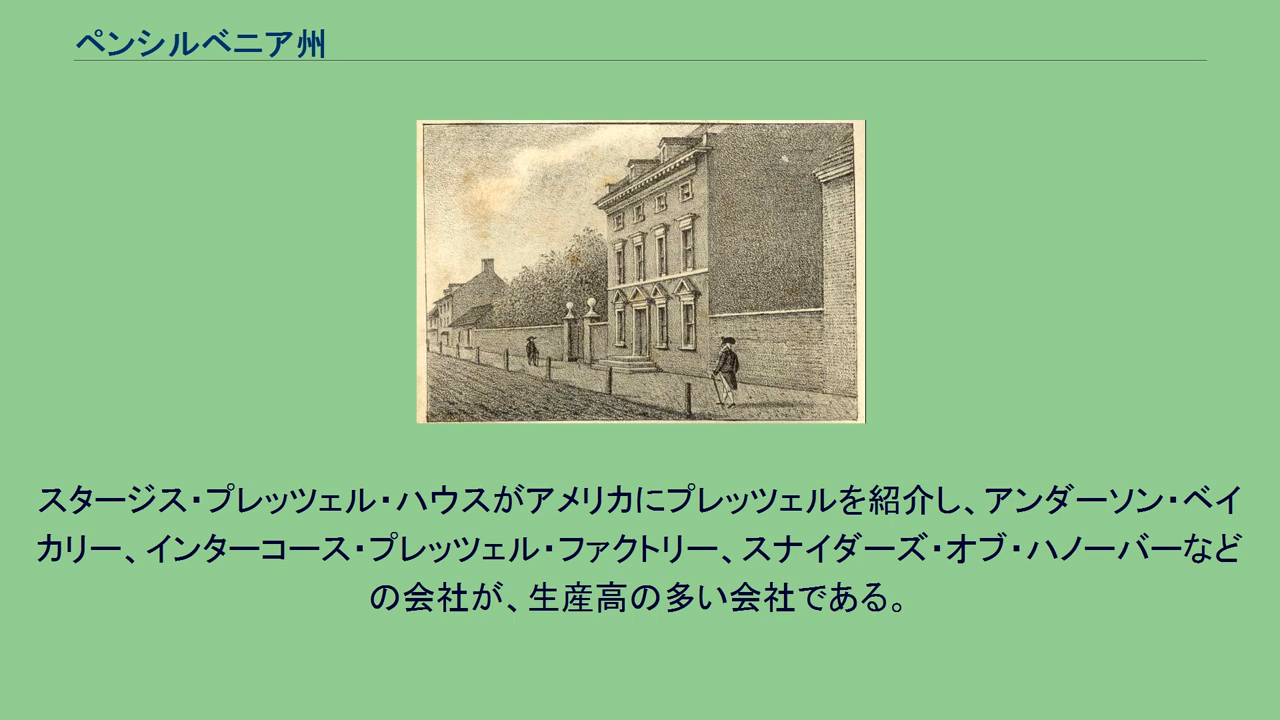 ペンシルベニア州
スタージス・プレッツェル・ハウスがアメリカにプレッツェルを紹介し、アンダーソン・ベイ
カリー、インターコース・プレッツェル・ファクトリー、スナイダーズ・オブ・ハノーバーなど
の会社が、生産高の多い会社である。